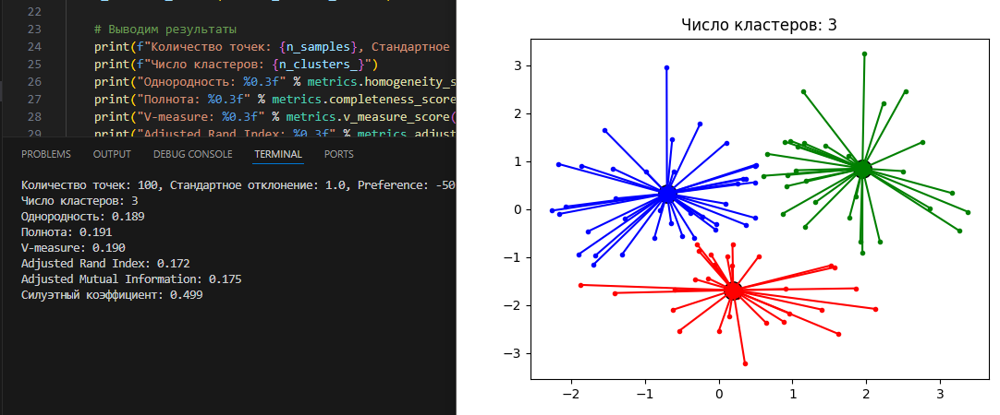 22
23 # Выводим результаты
24 print(f"Количество точек: {n_samples}, Стандартное
25 print(f"Число кластеров: {n_clusters_}")
26 print("Однородность: %0.3f" % metrics.homogeneity_s
27 print("Полнота: %0.3f" % metrics.completeness_score
28 print("V-measure: %0.3f" % metrics.v_measure_score(
29 print("Adjusted Rand Index: %0.3f" % metrics.adjust
PROBLEMS OUTPUT DEBUG CONSOLE TERMINAL PORTS
Количество точек: 100, Стандартное отклонение: 1.0, Preference: -50
Число кластеров: 3
Однородность: 0.189
Полнота: 0.191
V-measure: 0.190
Adjusted Rand Index: 0.172
Adjusted Mutual Information: 0.175
Силуэтный коэффициент: 0.499
Число кластеров: 3
3
2
1
0
−1
−2
−3
−2 −1 0 1 2 3